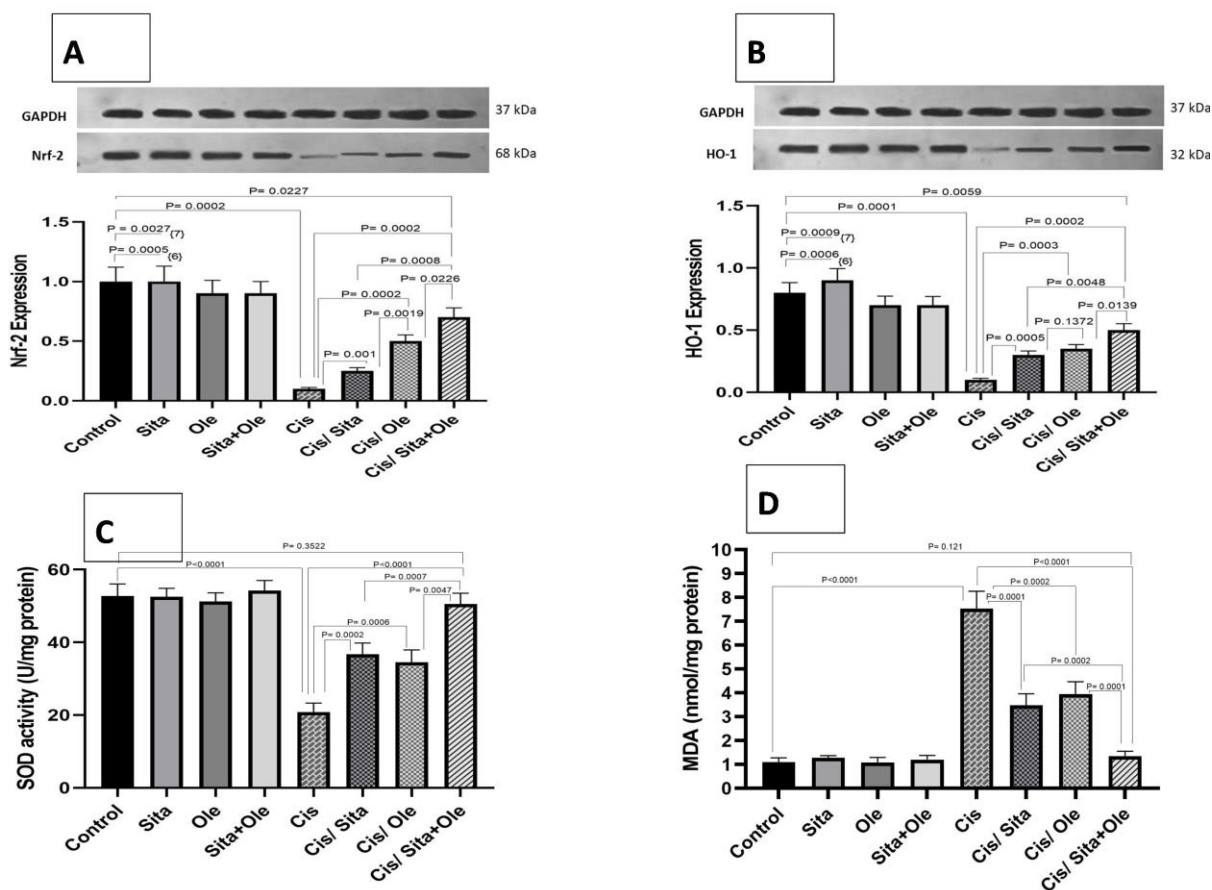 A
GAPDH
37 kDa
Nrf-2
68 kDa
P= 0.0227
P= 0.0002
P = 0.0027 {7}
P= 0.0005 {6}
P= 0.0002
P= 0.0008
P= 0.0226
P= 0.0002
P= 0.0019
P= 0.001
Nrf-2 Expression
1.5
1.0
0.5
0.0
Control
Sita
Ole
Sita+Ole
Cis
Cis/ Sita
Cis/ Ole
Cis/ Sita+Ole
B
GAPDH
37 kDa
HO-1
32 kDa
P= 0.0059
P= 0.0001
P= 0.0009 {7}
P= 0.0006 {6}
P= 0.0002
P= 0.0003
P= 0.0048
P= 0.0139
P= 0.1372
P= 0.0005
HO-1 Expression
1.5
1.0
0.5
0.0
Control
Sita
Ole
Sita+Ole
Cis
Cis/ Sita
Cis/ Ole
Cis/ Sita+Ole
C
P= 0.3522
P<0.0001
P<0.0001
P= 0.0007
P= 0.0047
P= 0.0006
P= 0.0002
SOD activity (U/mg protein)
60
40
20
0
Control
Sita
Ole
Sita+Ole
Cis
Cis/ Sita
Cis/ Ole
Cis/ Sita+Ole
D
P= 0.121
P<0.0001
P<0.0001
P= 0.0002
P= 0.0001
P= 0.0002
P= 0.0001
MDA (nmol/mg protein)
10
9
8
7
6
5
4
3
2
1
0
Control
Sita
Ole
Sita+Ole
Cis
Cis/ Sita
Cis/ Ole
Cis/ Sita+Ole